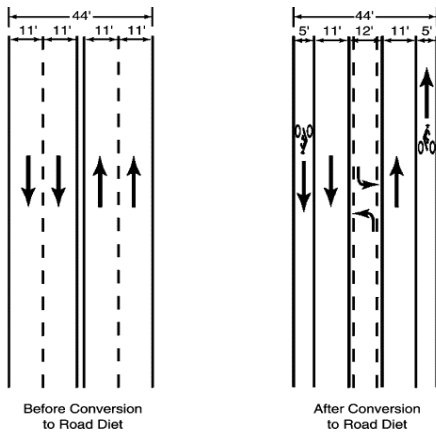 44'
11' 11' 11' 11'
44'
5' 11' 12' 11' 5'
Before Conversion
to Road Diet
After Conversion
to Road Diet